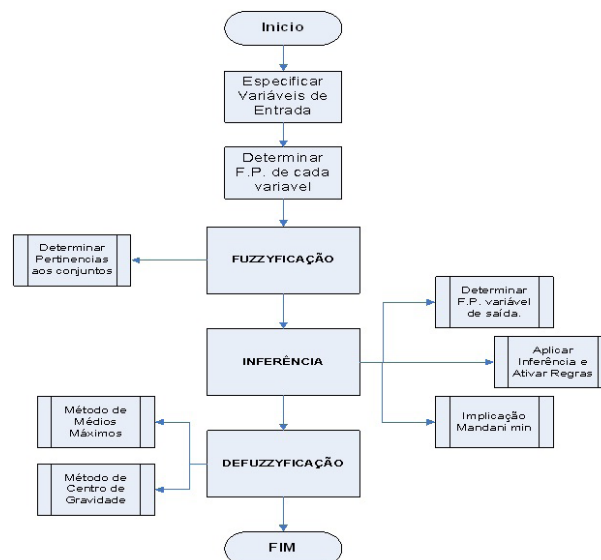 Inicio
Especificar
Variáveis de
Entrada
Determinar
F.P. de cada
variavel
FUZZYFICAÇÃO
Determinar
Pertinencias
aos conjuntos
INFERÊNCIA
Determinar
F.P. variável
de saída.
Aplicar
Inferência e
Ativar Regras
Implicação
Mandani min
DEFUZZYFICAÇÃO
Método de
Médios
Máximos
Método de
Centro de
Gravidade
FIM